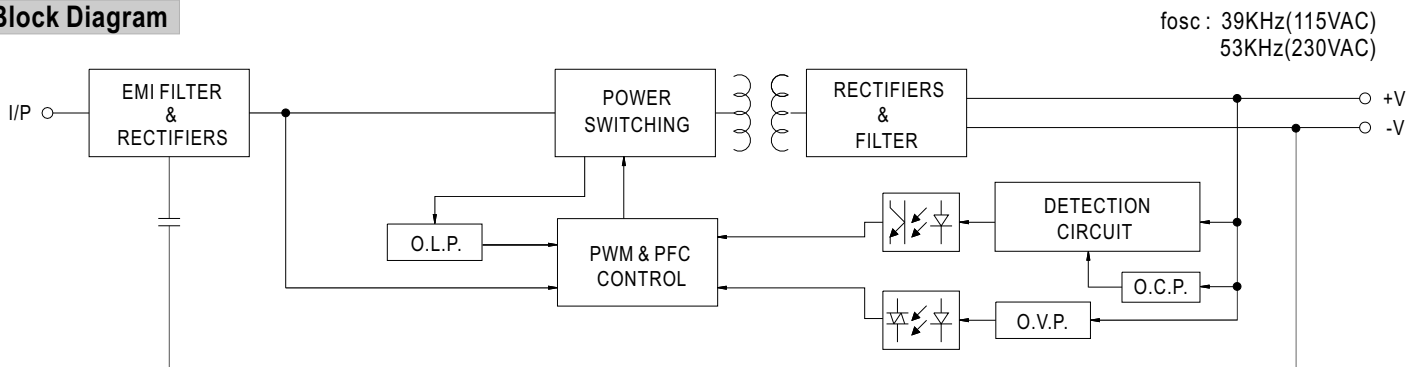 Block Diagram
fosc : 39KHz(115VAC)
53KHz(230VAC)
I/P
EMI FILTER
&
RECTIFIERS
POWER
SWITCHING
RECTIFIERS
&
FILTER
+V
-V
O.L.P.
PWM & PFC
CONTROL
DETECTION
CIRCUIT
O.C.P.
O.V.P.